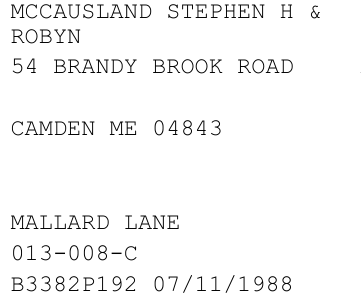 MCCAUSLAND STEPHEN H &
ROBYN
54 BRANDY BROOK ROAD
CAMDEN ME 04843
MALLARD LANE
013-008-C
B3382P192 07/11/1988